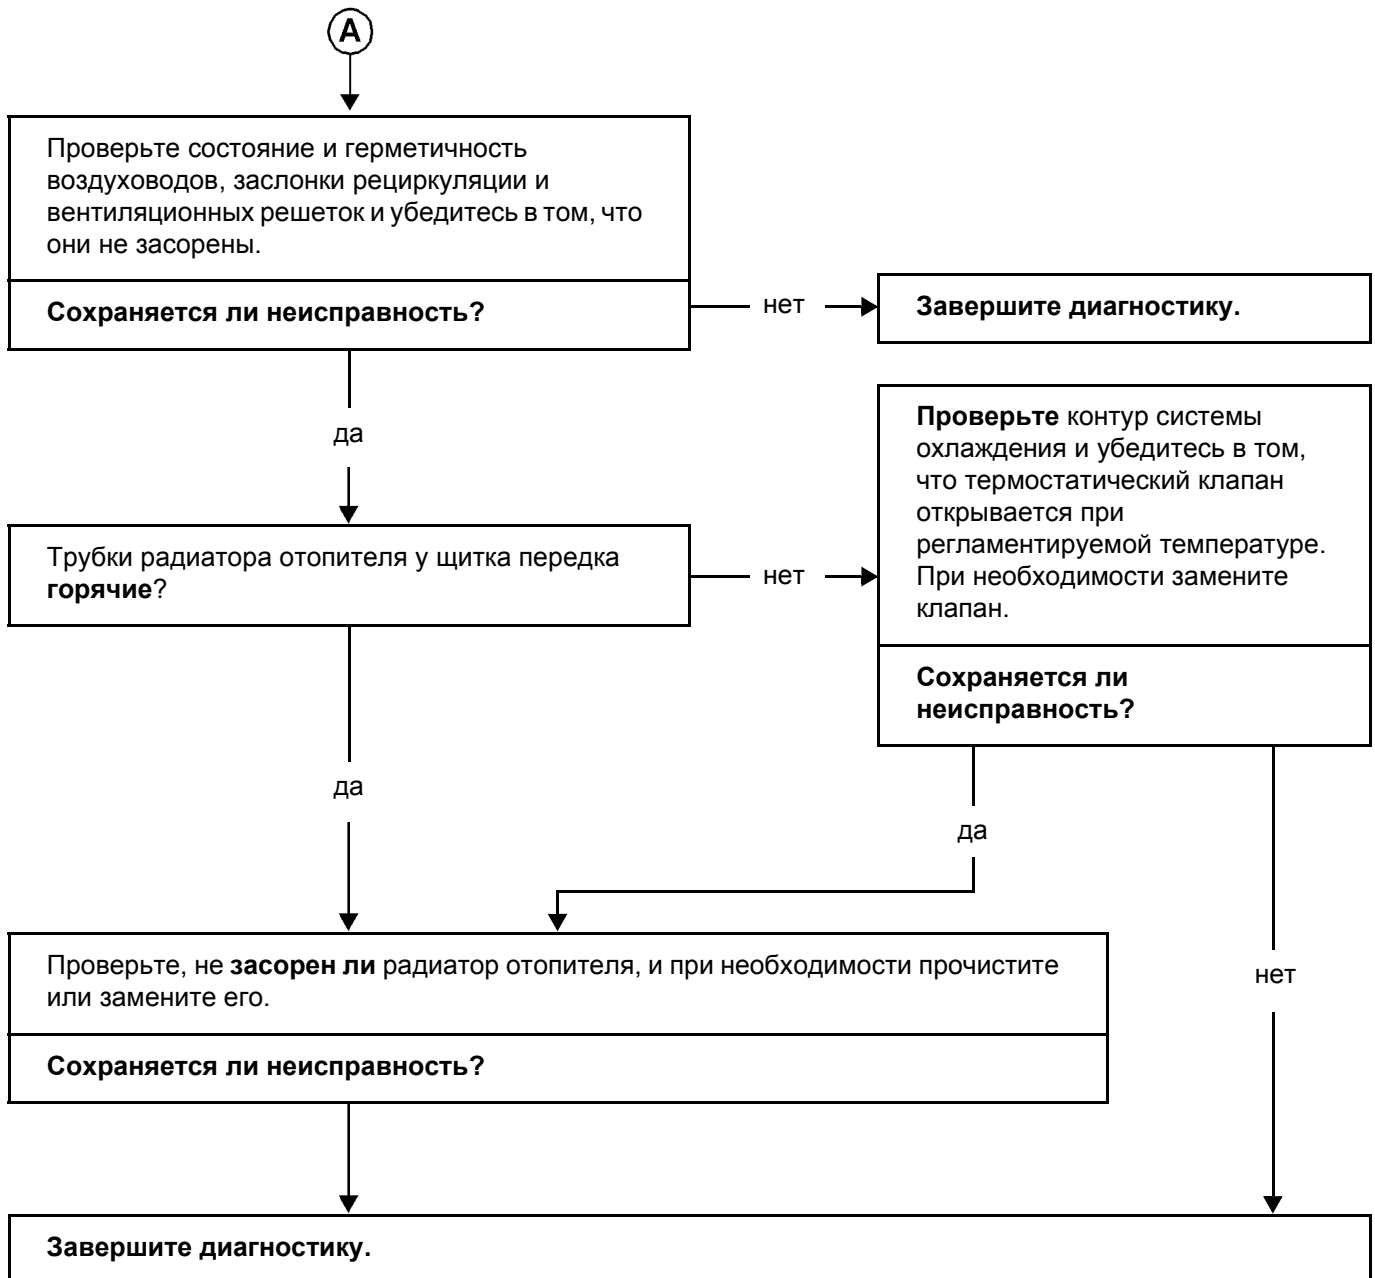 A
Проверьте состояние и герметичность
воздуховодов, заслонки рециркуляции и
вентиляционных решеток и убедитесь в том, что
они не засорены.
Сохраняется ли неисправность?
нет
Завершите диагностику.
да
Проверьте контур системы
охлаждения и убедитесь в том,
что термостатический клапан
открывается при
регламентируемой температуре.
При необходимости замените
клапан.
Трубки радиатора отопителя у щитка передка
горячие?
нет
Сохраняется ли
неисправность?
да
да
нет
Проверьте, не засорен ли радиатор отопителя, и при необходимости прочистите
или замените его.
Сохраняется ли неисправность?
Завершите диагностику.